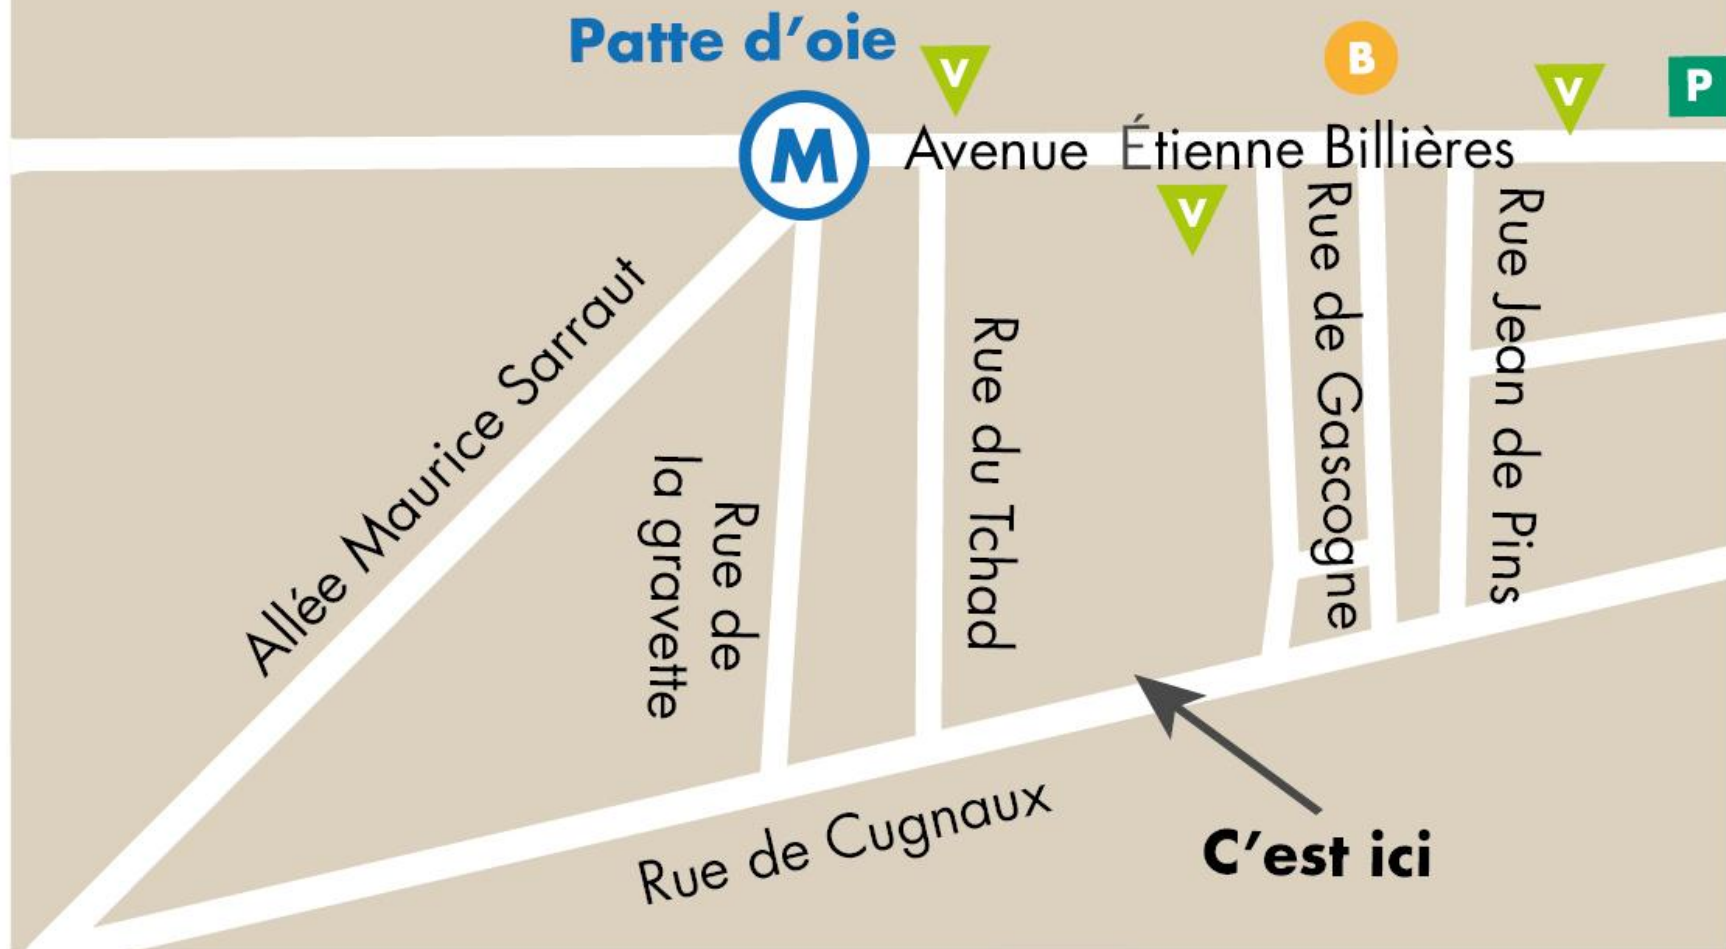 Patte d’oie
V
B
V
P
M
Avenue Étienne Billières
V
Allée Maurice Sarraut
Rue de
la gravette
Rue du Tchad
Rue de Gascogne
Rue Jean de Pins
Rue de Cugnaux
C’est ici